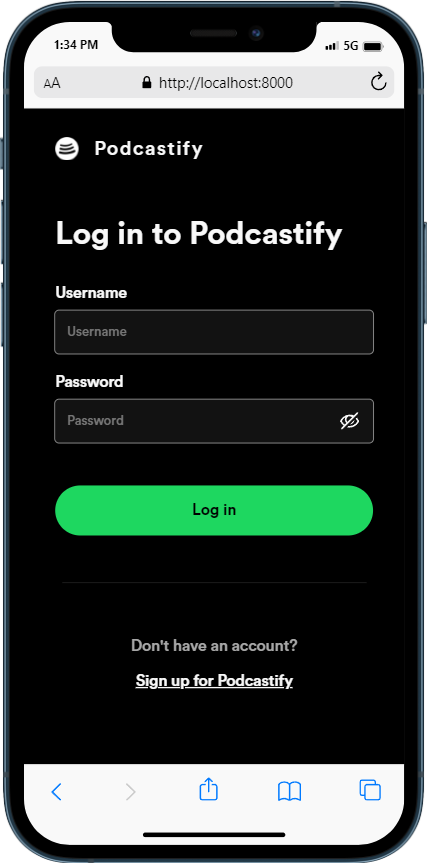 1:34 PM
5G
AA
http://localhost:8000
Podcastify
Log in to Podcastify
Username
Username
Password
Password
Log in
Don't have an account?
Sign up for Podcastify